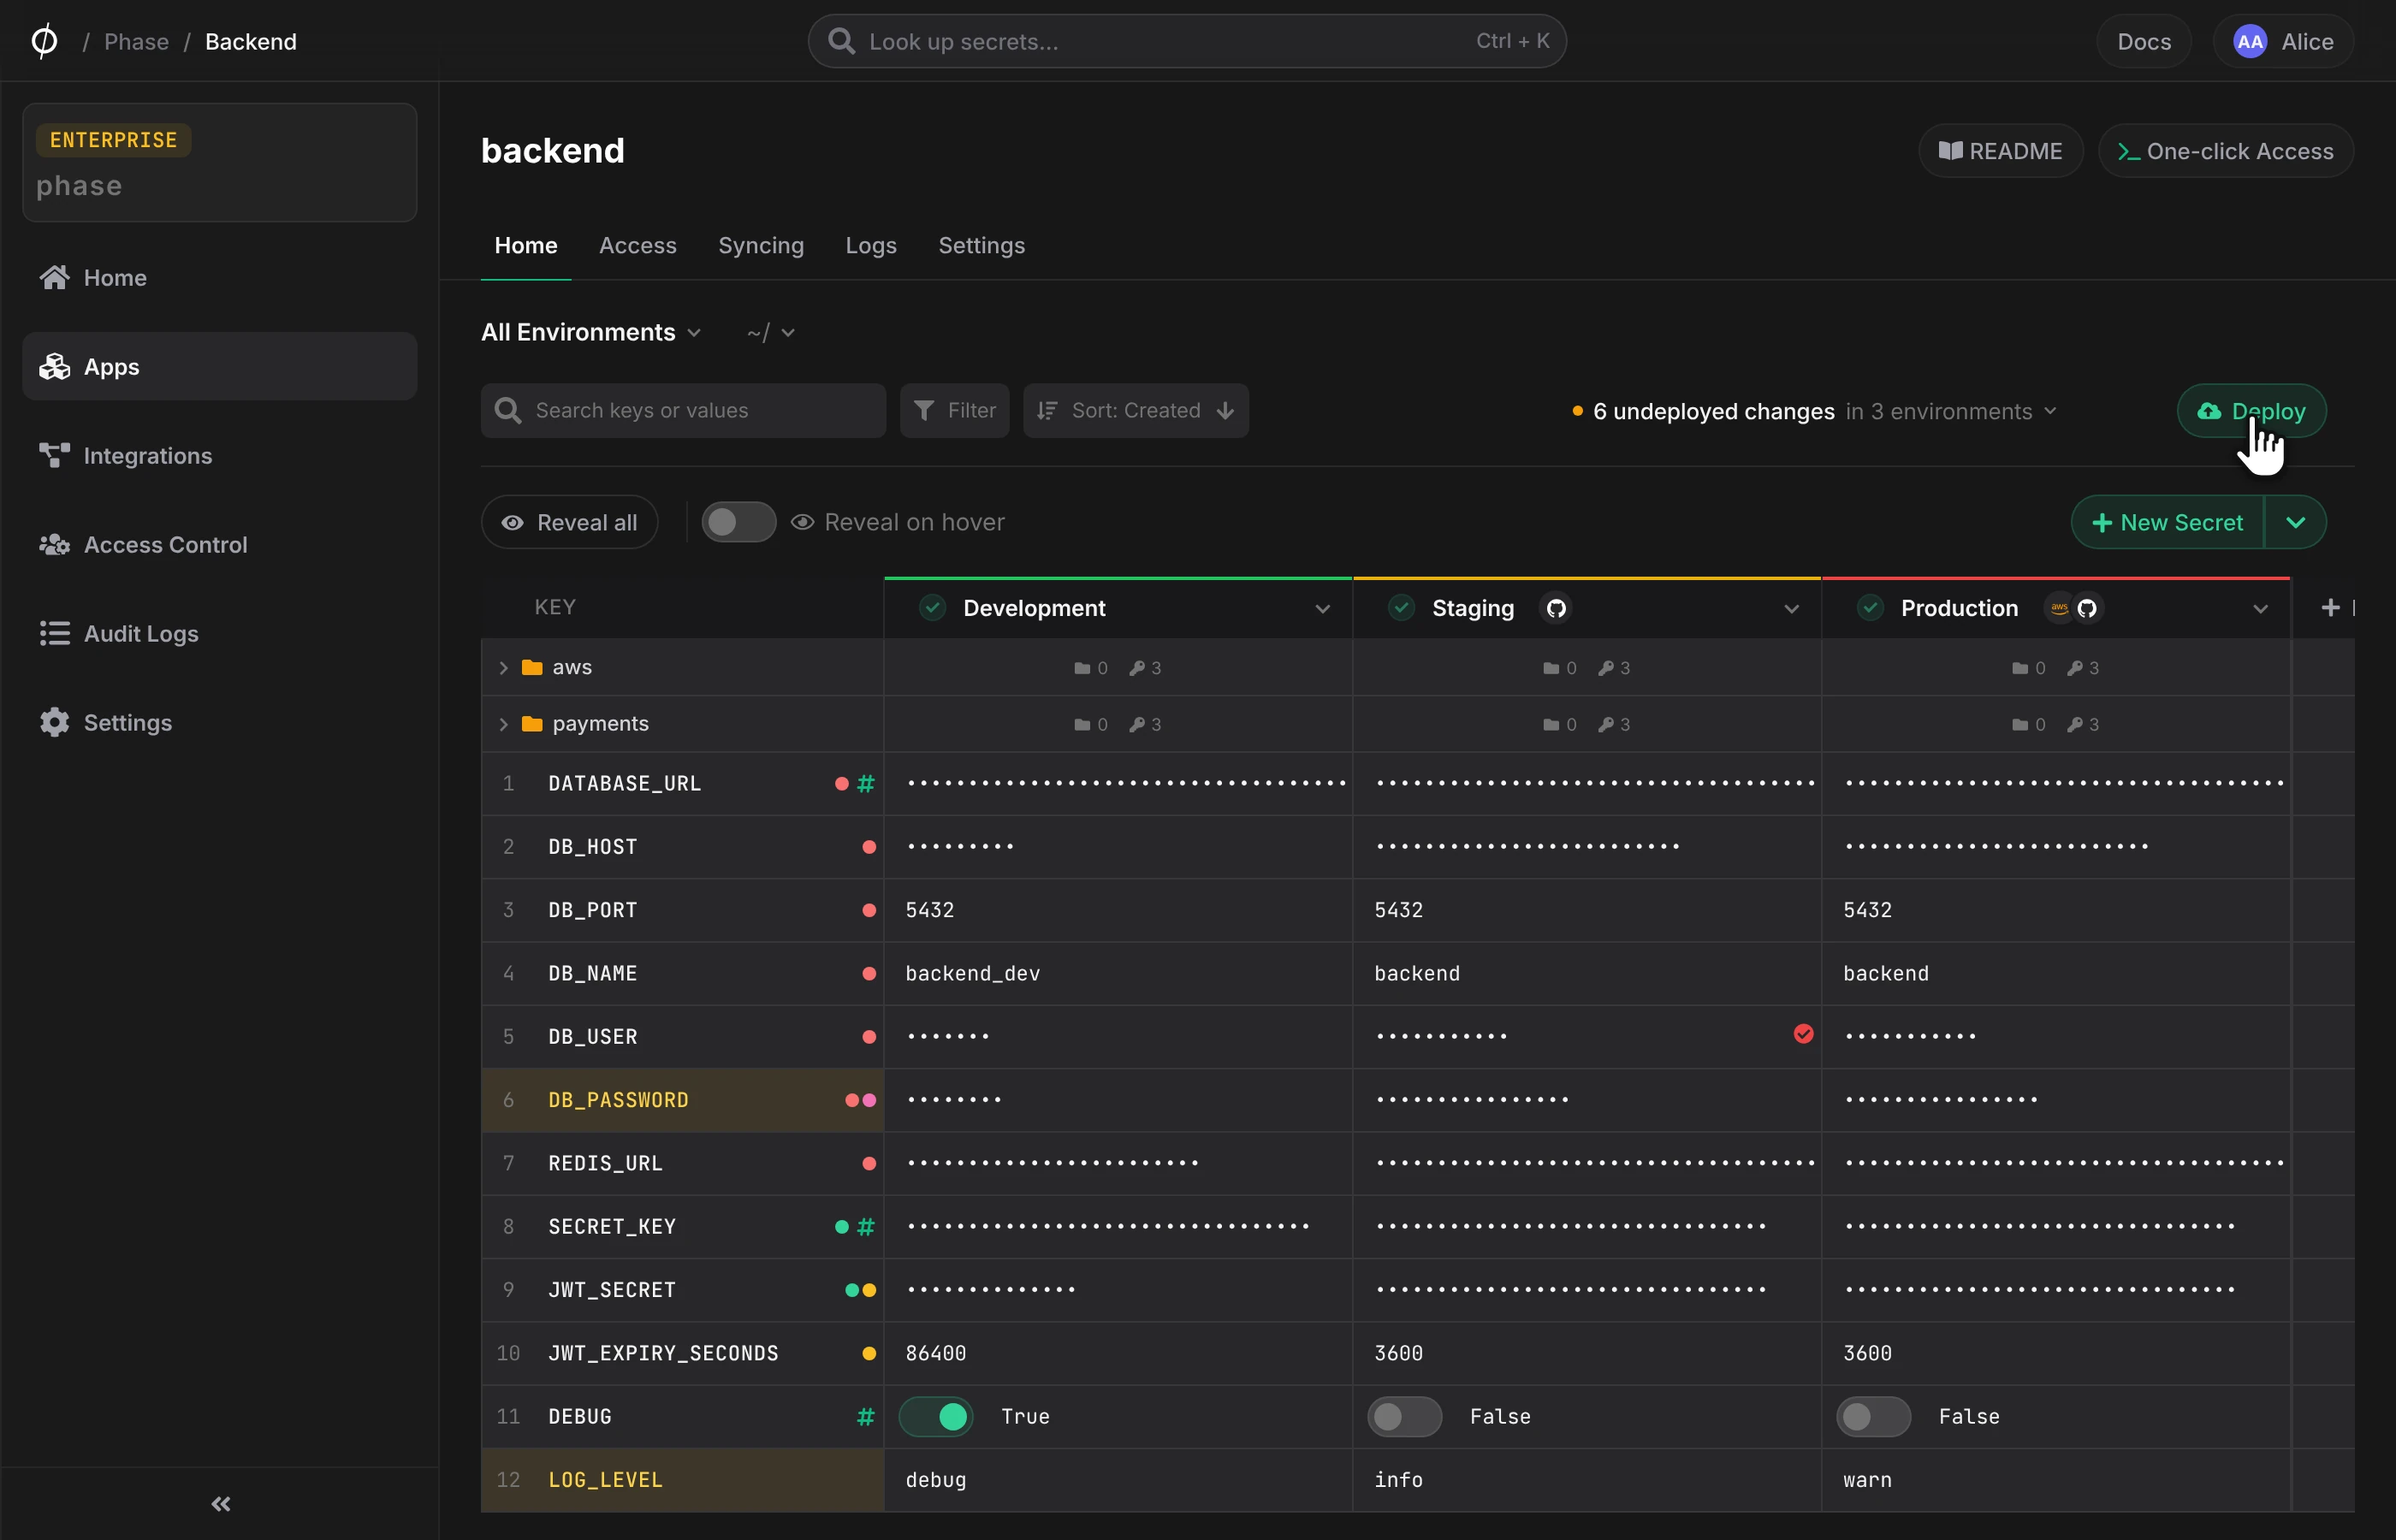 / Phase / Backend
Look up secrets...
Ctrl + K
Docs
AA
Alice
ENTERPRISE
phase
Home
Apps
Integrations
Access Control
Audit Logs
Settings
backend
README
One-click Access
Home
Access
Syncing
Logs
Settings
All Environments
~/
Search keys or values
Filter
Sort: Created
6 undeployed changes in 3 environments
Deploy
Reveal all
Reveal on hover
New Secret
KEY
Development
Staging
Production
aws
aws
0 3
0 3
0 3
payments
0 3
0 3
0 3
1 DATABASE_URL #
2 DB_HOST
3 DB_PORT 5432 5432 5432
4 DB_NAME backend_dev backend backend
5 DB_USER
6 DB_PASSWORD
7 REDIS_URL
8 SECRET_KEY #
9 JWT_SECRET
10 JWT_EXPIRY_SECONDS 86400 3600 3600
11 DEBUG # True False False
12 LOG_LEVEL debug info warn